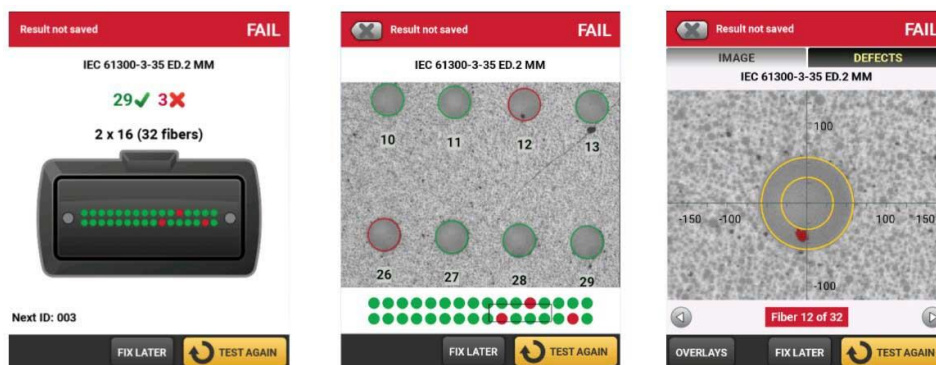 Result not saved FAIL
IEC 61300-3-35 ED.2 MM
29 3
2 x 16 (32 fibers)
Next ID: 003
FIX LATER TEST AGAIN
Result not saved FAIL
IEC 61300-3-35 ED.2 MM
10 11 12 13
26 27 28 29
FIX LATER TEST AGAIN
Result not saved FAIL
IMAGE DEFECTS
IEC 61300-3-35 ED.2 MM
100
-150 -100 100 150
-100
Fiber 12 of 32
OVERLAYS FIX LATER TEST AGAIN